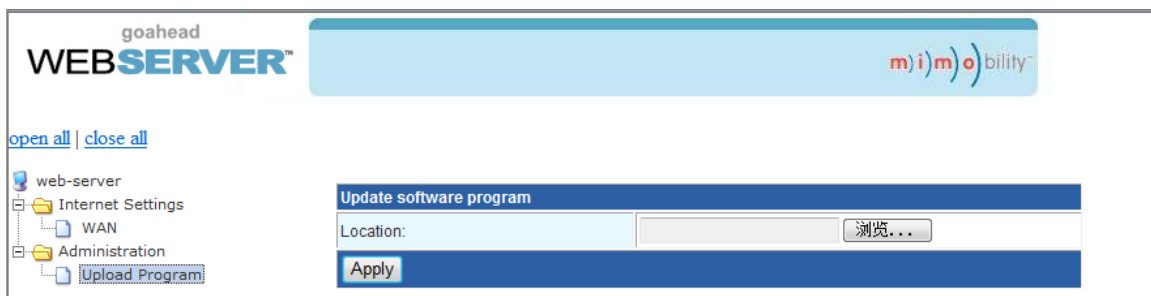 goahead
WEBSERVER™
m)i)m)o)bility™
open all | close all
web-server
Internet Settings
WAN
Administration
Upload Program
Update software program
Location:
浏览...
Apply